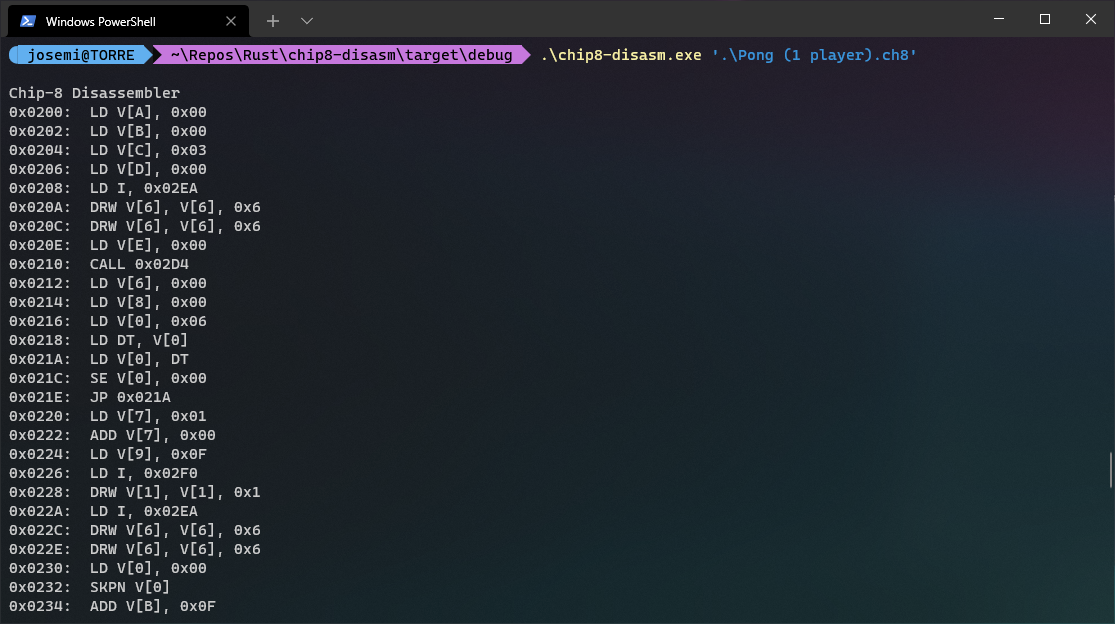 Windows PowerShell
josemi@TORRE ~\Repos\Rust\chip8-disasm\target\debug .\chip8-disasm.exe '.\Pong (1 player).ch8'
Chip-8 Disassembler
0x0200:  LD V[A], 0x00
0x0202:  LD V[B], 0x00
0x0204:  LD V[C], 0x03
0x0206:  LD V[D], 0x00
0x0208:  LD I, 0x02EA
0x020A:  DRW V[6], V[6], 0x6
0x020C:  DRW V[6], V[6], 0x6
0x020E:  LD V[E], 0x00
0x0210:  CALL 0x02D4
0x0212:  LD V[6], 0x00
0x0214:  LD V[8], 0x00
0x0216:  LD V[0], 0x06
0x0218:  LD DT, V[0]
0x021A:  LD V[0], DT
0x021C:  SE V[0], 0x00
0x021E:  JP 0x021A
0x0220:  LD V[7], 0x01
0x0222:  ADD V[7], 0x00
0x0224:  LD V[9], 0x0F
0x0226:  LD I, 0x02F0
0x0228:  DRW V[1], V[1], 0x1
0x022A:  LD I, 0x02EA
0x022C:  DRW V[6], V[6], 0x6
0x022E:  DRW V[6], V[6], 0x6
0x0230:  LD V[0], 0x00
0x0232:  SKPN V[0]
0x0234:  ADD V[B], 0x0F